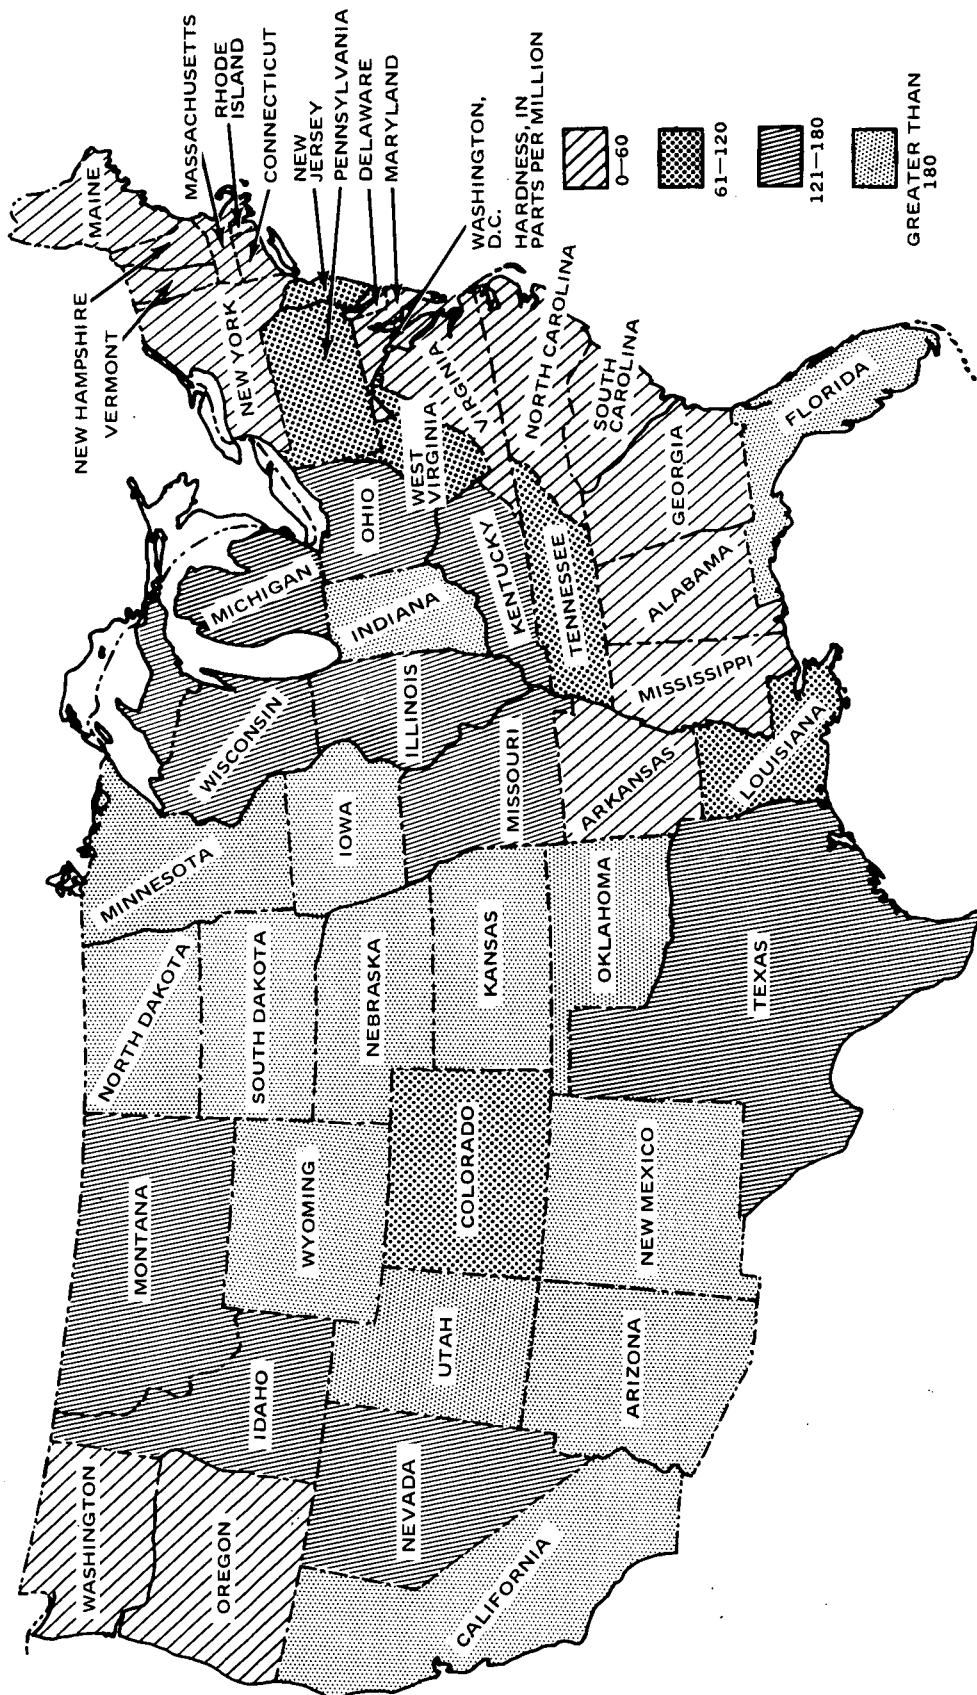 WASHINGTON
OREGON
CALIFORNIA
NEVADA
IDAHO
MONTANA
WYOMING
UTAH
ARIZONA
COLORADO
NEW MEXICO
NORTH DAKOTA
SOUTH DAKOTA
NEBRASKA
KANSAS
OKLAHOMA
TEXAS
MINNESOTA
IOWA
MISSOURI
ARKANSAS
LOUISIANA
WISCONSIN
ILLINOIS
MICHIGAN
INDIANA
OHIO
KENTUCKY
TENNESSEE
MISSISSIPPI
ALABAMA
GEORGIA
FLORIDA
SOUTH
CAROLINA
NORTH CAROLINA
VIRGINIA
WEST
VIRGINIA
NEW YORK
VERMONT
NEW HAMPSHIRE
MAINE
MASSACHUSETTS
RHODE
ISLAND
CONNECTICUT
NEW
JERSEY
PENNSYLVANIA
DELAWARE
MARYLAND
WASHINGTON,
D.C.
HARDNESS, IN
PARTS PER MILLION
0—60
61—120
121—180
GREATER THAN
180